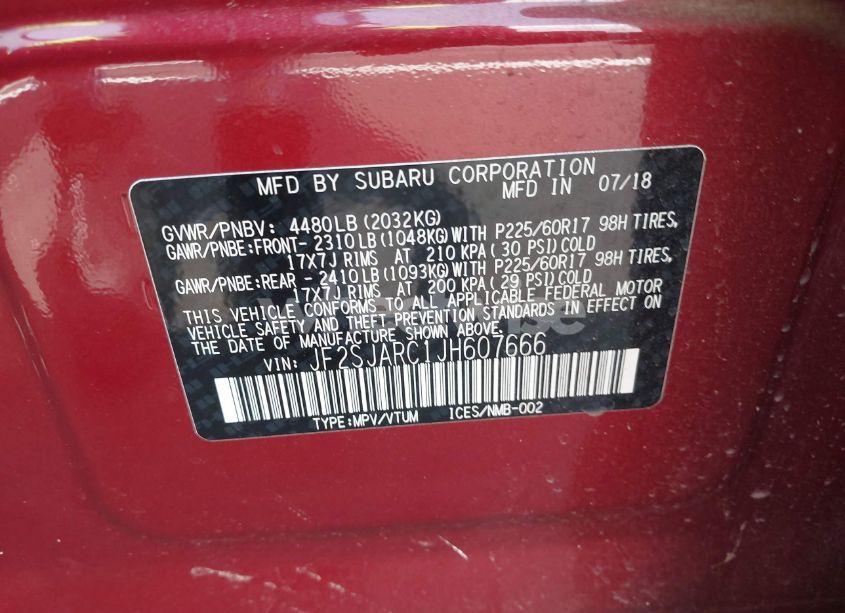 MFD BY SUBARU CORPORATION
MFD IN 07/18
GVWR/PNBV: 4480LB(2032KG)
GAWR/PNBE:FRONT- 2310LB(1048KG)WITH P225/60R17 98H TIRES,
17X7J RIMS AT 210 KPA(30 PSI)COLD
GAWR/PNBE:REAR - 2410LB(1093KG)WITH P225/60R17 98H TIRES,
17X7J RIMS AT 200 KPA(29 PSI)COLD
THIS VEHICLE CONFORMS TO ALL APPLICABLE FEDERAL MOTOR
VEHICLE SAFETY AND THEFT PREVENTION STANDARDS IN EFFECT ON
THE DATE OF MANUFACTURE SHOWN ABOVE.
VIN: JF2SJARC1JH607666
TYPE:MPV/VTUM ICES/NMB-002